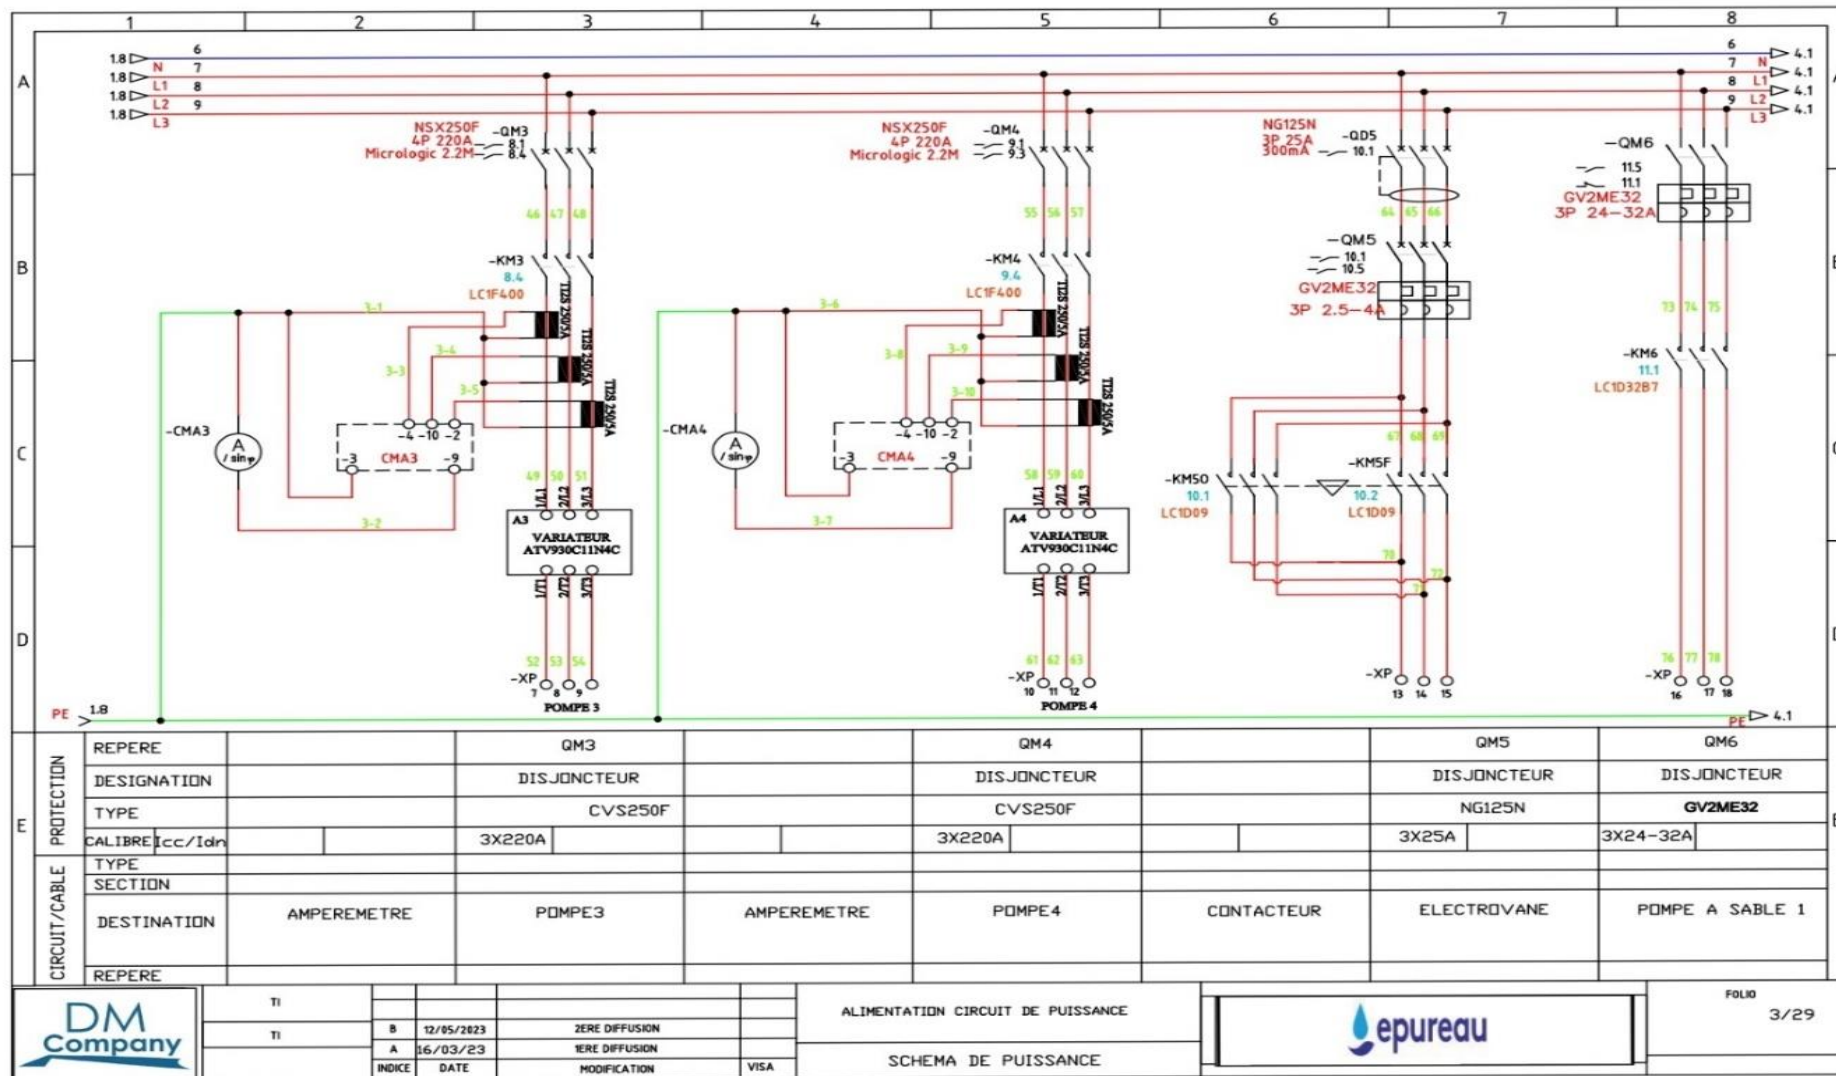 1 2 3 4 5 6 7 8
A
1.8 6 6 4.1
N
1.8 7 7 4.1
L1
1.8 8 8 4.1
L2
1.8 9 9 4.1
L3
NSX250F
4P 220A
Micrologic 2.2M
-QM3
8.1
8.4
NSX250F
4P 220A
Micrologic 2.2M
-QM4
9.1
9.3
NG125N
3P 25A
300mA
-QD5
10.1
-QM6
11.5
11.1
GV2ME32
3P 24-32A
46 47 48
55 56 57
64 65 66
B
-KM3
8.4
LC1F400
-KM4
9.4
LC1F400
-QM5
10.1
10.5
GV2ME32
3P 2.5-4A
73 74 75
-KM6
11.1
LC1D32B7
3-1
3-3
3-4
3-5
TI2S 250/5A
TI2S 250/5A
TI2S 250/5A
3-6
3-8
3-9
3-10
TI2S 250/5A
TI2S 250/5A
TI2S 250/5A
C
-CMA3
A
/ sinφ
-4 -10 -2
-3 CMA3 -9
3-2
-CMA4
A
/ sinφ
-4 -10 -2
-3 CMA4 -9
3-7
67 68 69
-KM5O
10.1
LC1D09
-KM5F
10.2
LC1D09
49 50 51
1/L1 2/L2 3/L3
A3
VARIATEUR
ATV930C11N4C
1/T1 2/T2 3/T3
58 59 60
1/L1 2/L2 3/L3
A4
VARIATEUR
ATV930C11N4C
1/T1 2/T2 3/T3
70
72
71
D
52 53 54
-XP
7 8 9
POMPE 3
61 62 63
-XP
10 11 12
POMPE 4
-XP
13 14 15
76 77 78
-XP
16 17 18
PE 1.8
PE 4.1
E
PROTECTION
REPERE QM3 QM4 QM5 QM6
DESIGNATION DISJONCTEUR DISJONCTEUR DISJONCTEUR DISJONCTEUR
TYPE CVS250F CVS250F NG125N GV2ME32
CALIBRE Icc/Idn 3X220A 3X220A 3X25A 3X24-32A
CIRCUIT/CABLE
TYPE
SECTION
DESTINATION AMPEREMETRE POMPE3 AMPEREMETRE POMPE4 CONTACTEUR ELECTROVANE POMPE A SABLE 1
REPERE
DM
Company
TI
TI
B 12/05/2023 2ERE DIFFUSION
A 16/03/23 1ERE DIFFUSION
INDICE DATE MODIFICATION VISA
ALIMENTATION CIRCUIT DE PUISSANCE
SCHEMA DE PUISSANCE
epureau
FOLIO
3/29